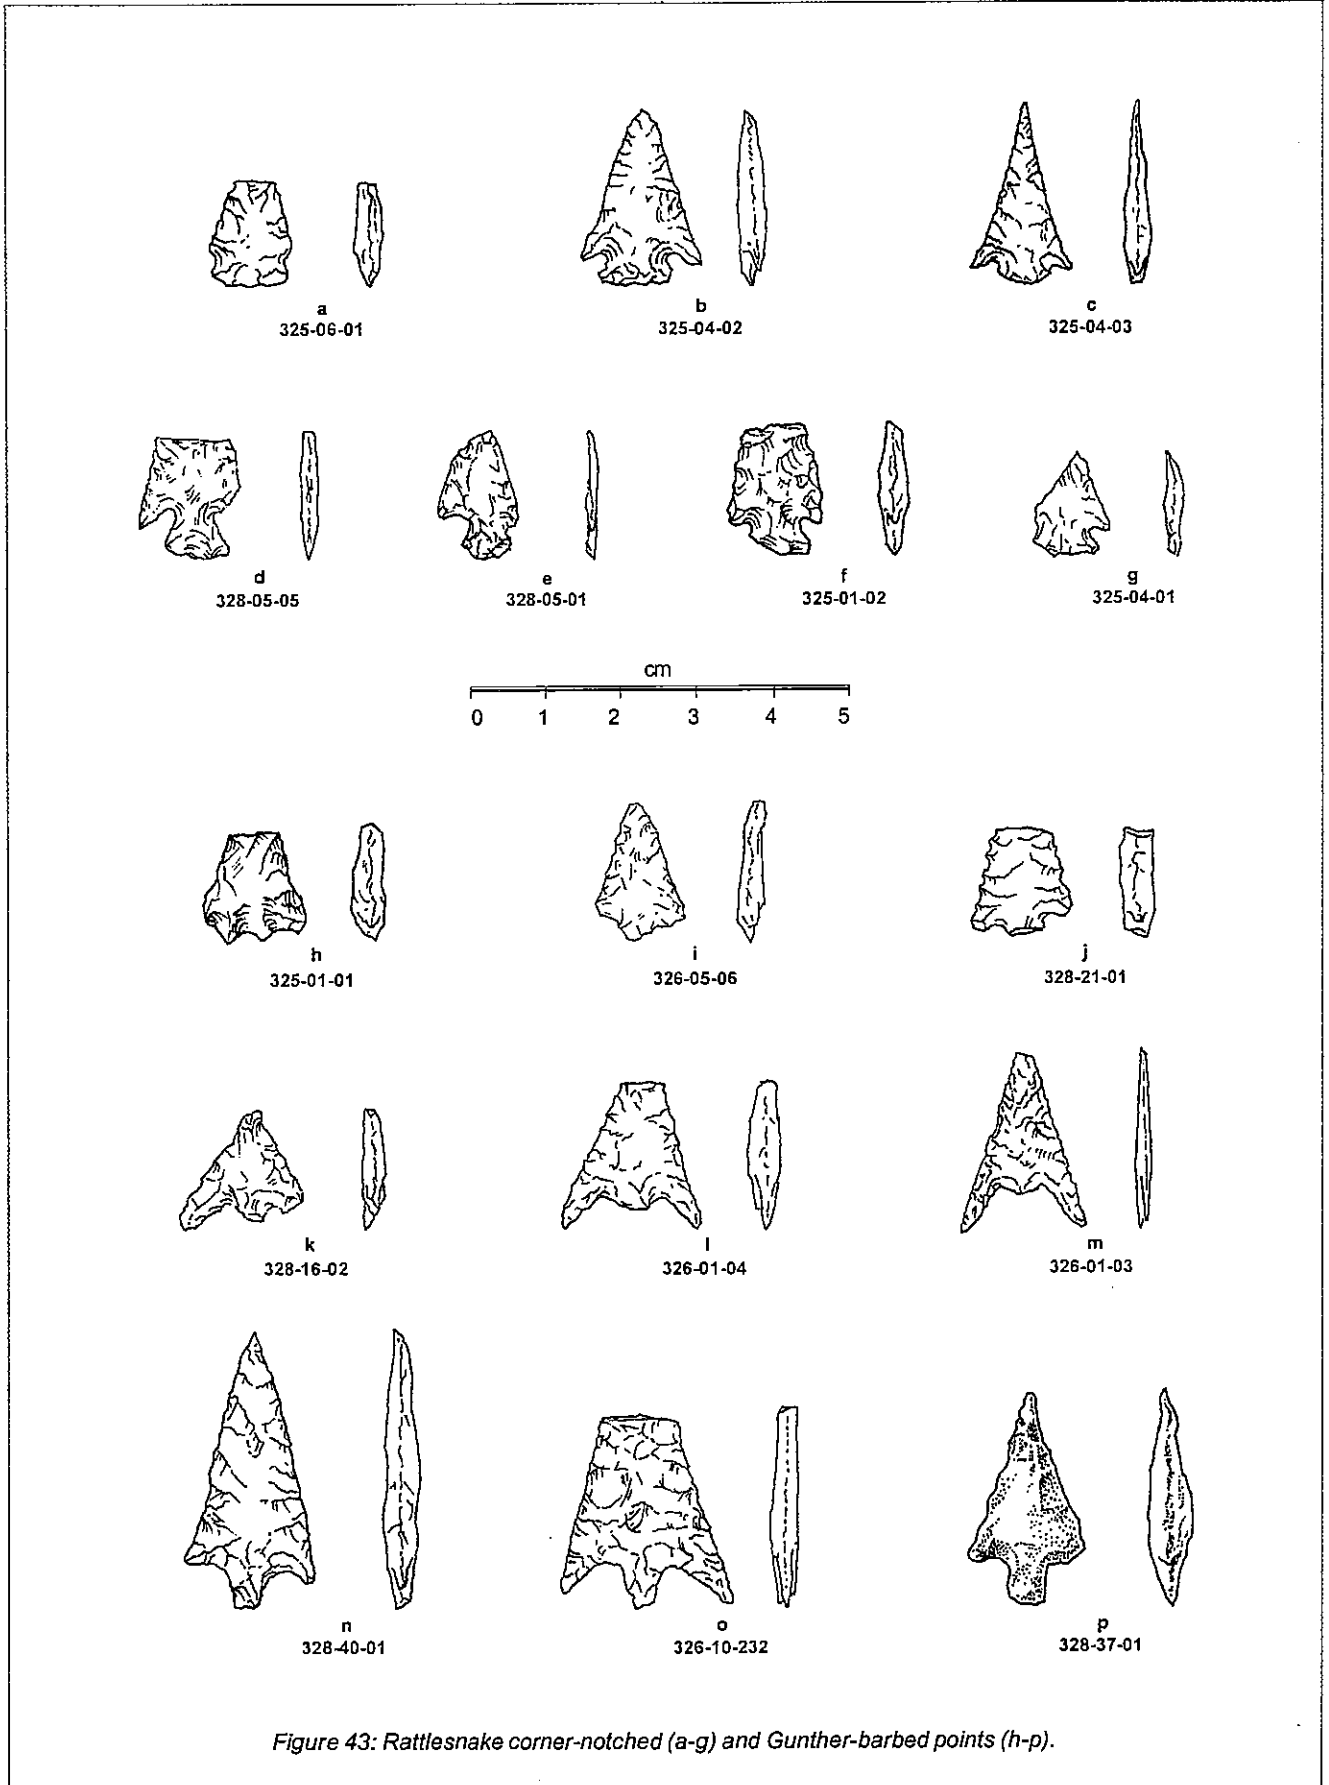 a
325-06-01
b
325-04-02
c
325-04-03
d
328-05-05
e
328-05-01
f
325-01-02
g
325-04-01
cm
0 1 2 3 4 5
h
325-01-01
i
326-05-06
j
328-21-01
k
328-16-02
l
326-01-04
m
326-01-03
n
328-40-01
o
326-10-232
p
328-37-01
Figure 43: Rattlesnake corner-notched (a-g) and Gunther-barbed points (h-p).